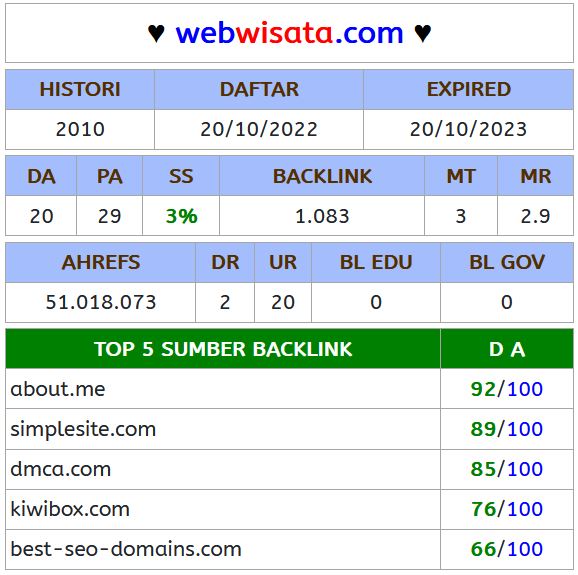 ♥ webwisata.com ♥
HISTORI DAFTAR EXPIRED
2010 20/10/2022 20/10/2023
DA PA SS BACKLINK MT MR
20 29 3% 1.083 3 2.9
AHREFS DR UR BL EDU BL GOV
51.018.073 2 20 0 0
TOP 5 SUMBER BACKLINK D A
about.me 92/100
simplesite.com 89/100
dmca.com 85/100
kiwibox.com 76/100
best-seo-domains.com 66/100